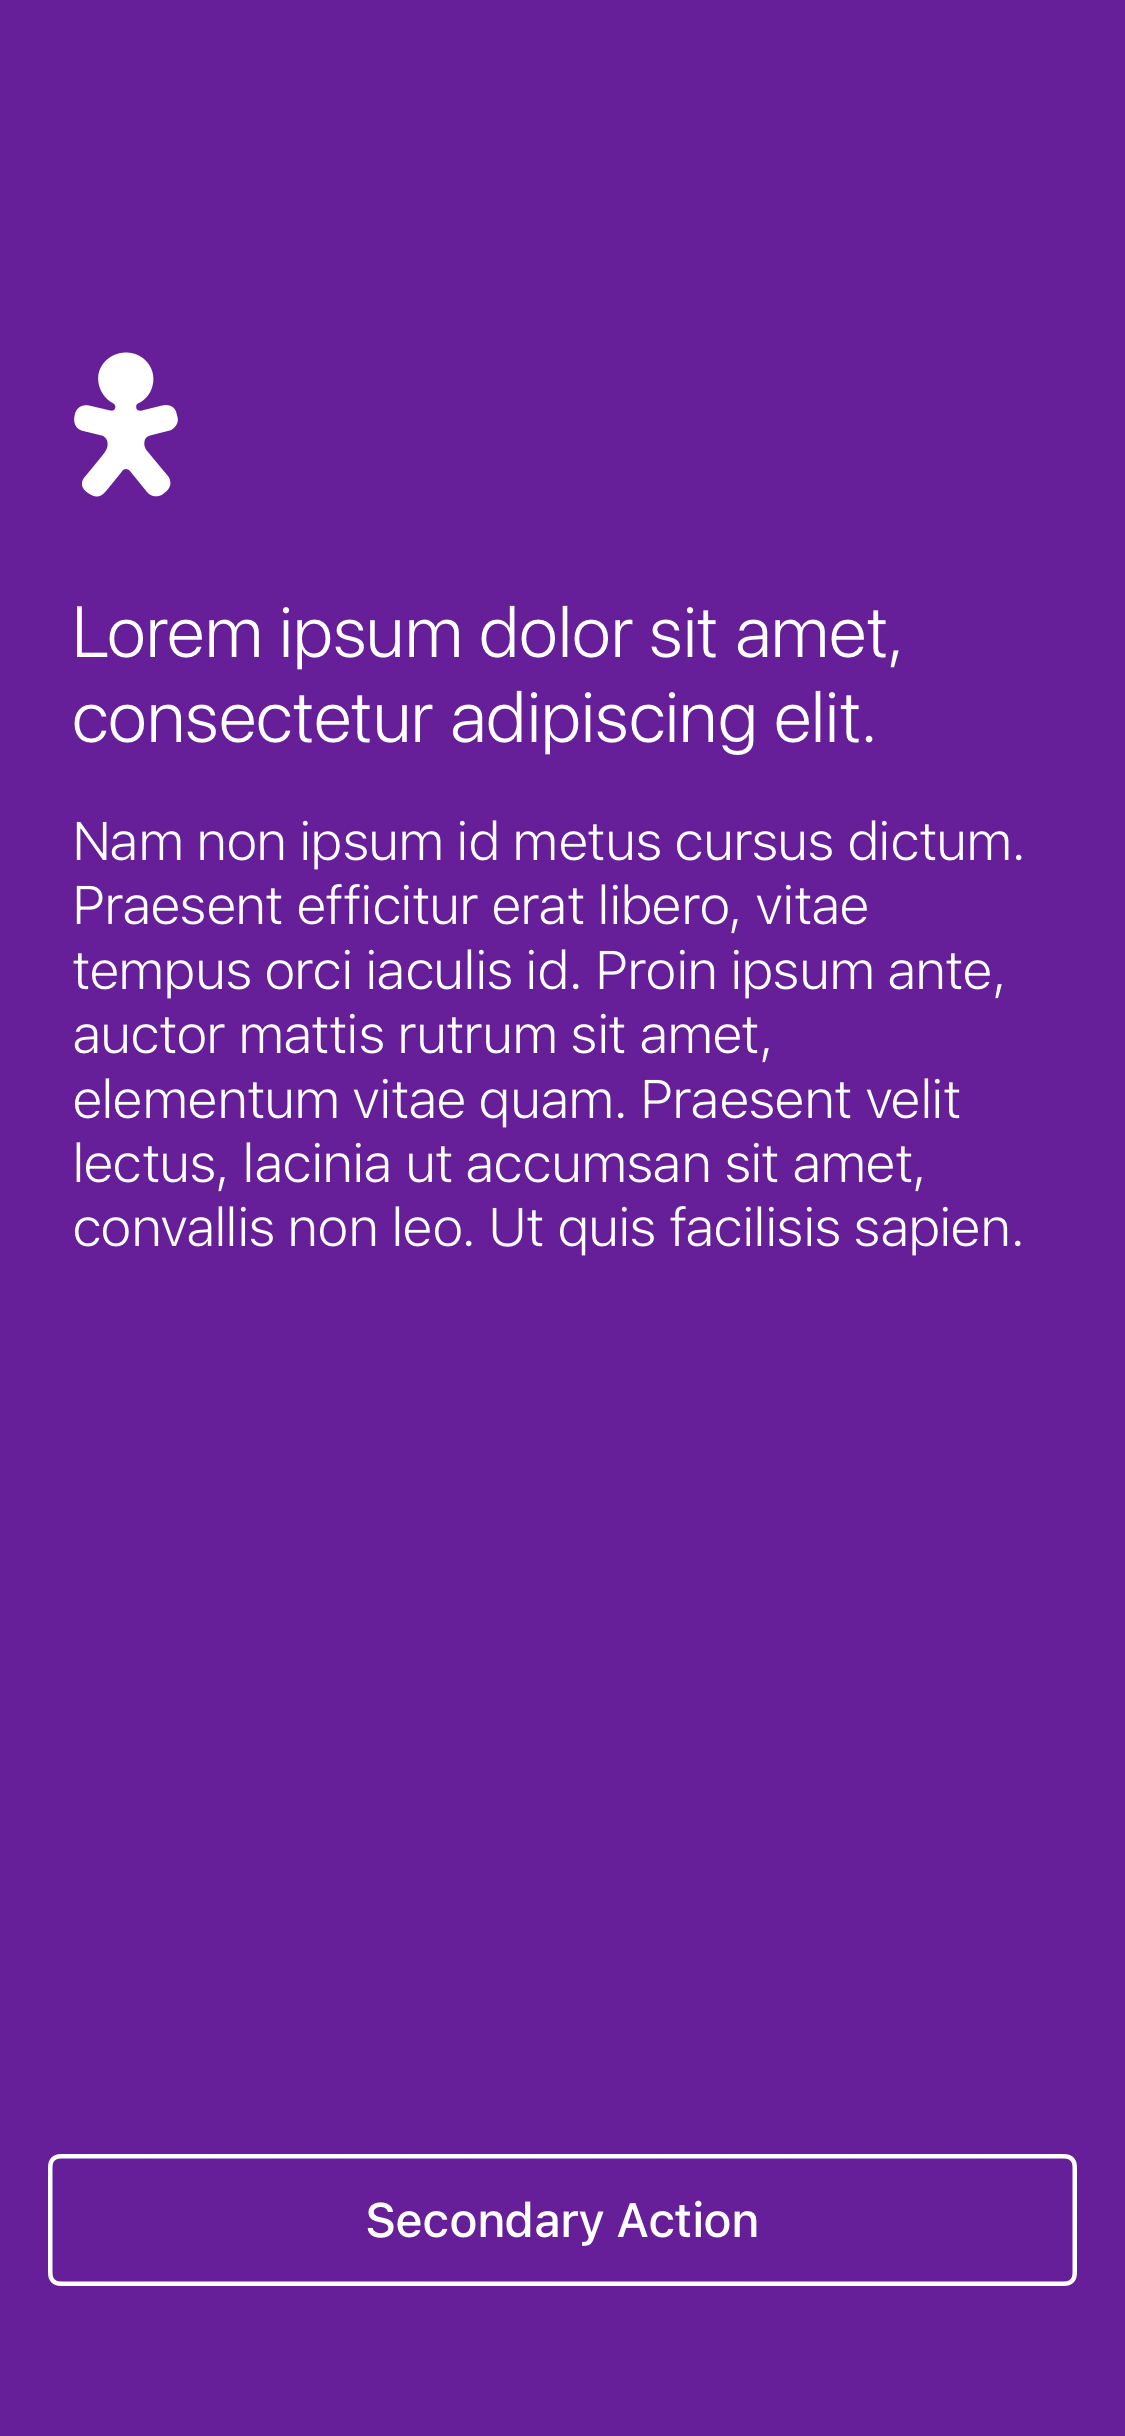 Lorem ipsum dolor sit amet,
consectetur adipiscing elit.
Nam non ipsum id metus cursus dictum.
Praesent efficitur erat libero, vitae
tempus orci iaculis id. Proin ipsum ante,
auctor mattis rutrum sit amet,
elementum vitae quam. Praesent velit
lectus, lacinia ut accumsan sit amet,
convallis non leo. Ut quis facilisis sapien.
Secondary Action